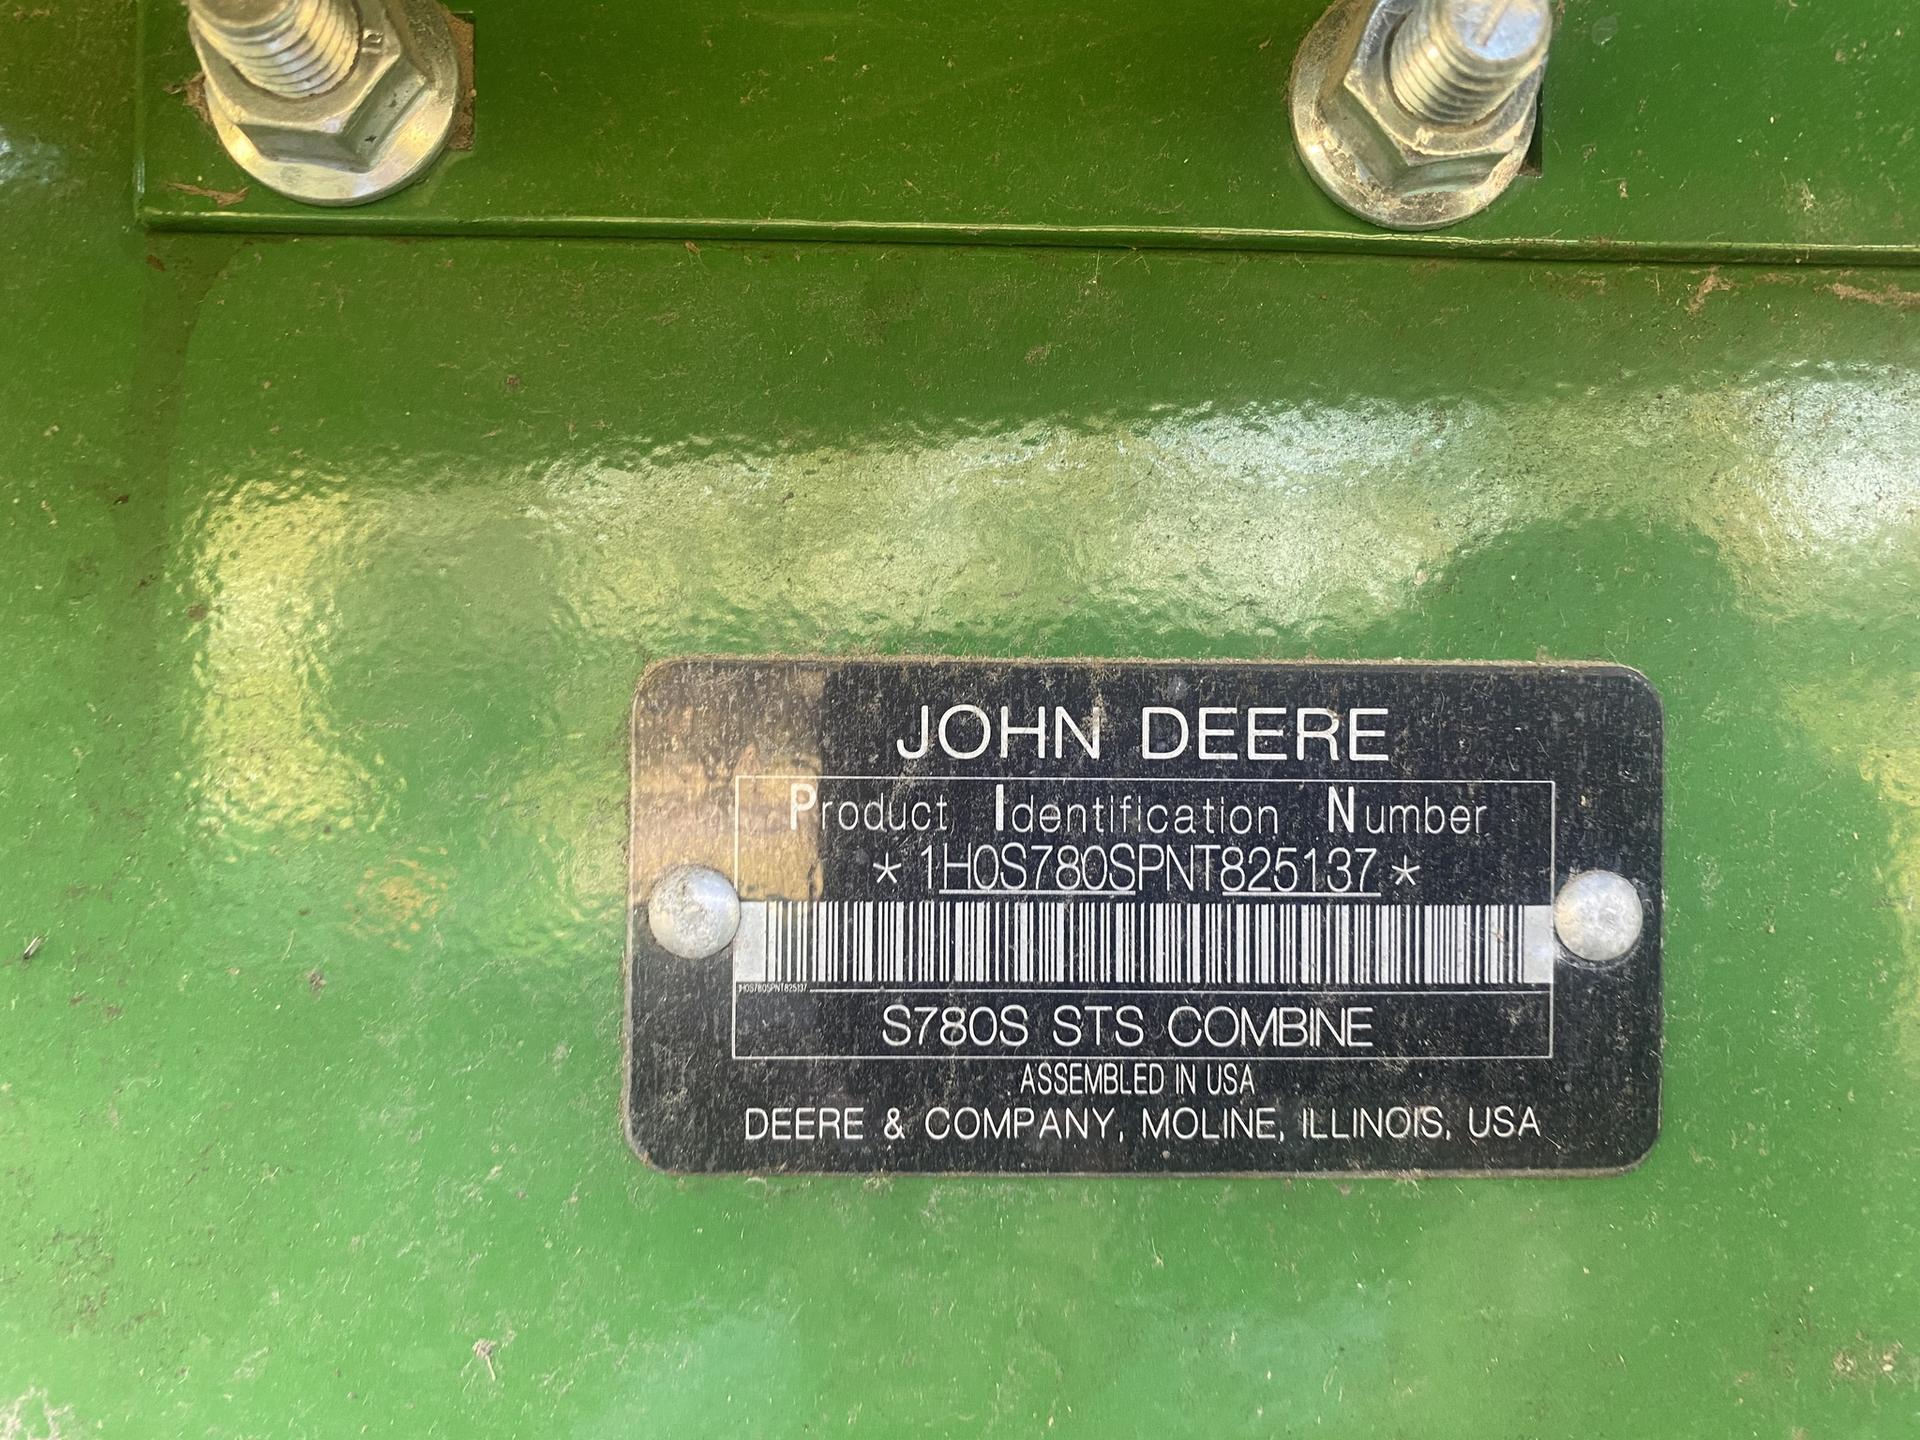 JOHN DEERE
Product Identification Number
* 1H0S780SPNT825137 *
1H0S780SPNT825137
S780S STS COMBINE
ASSEMBLED IN USA
DEERE & COMPANY, MOLINE, ILLINOIS, USA